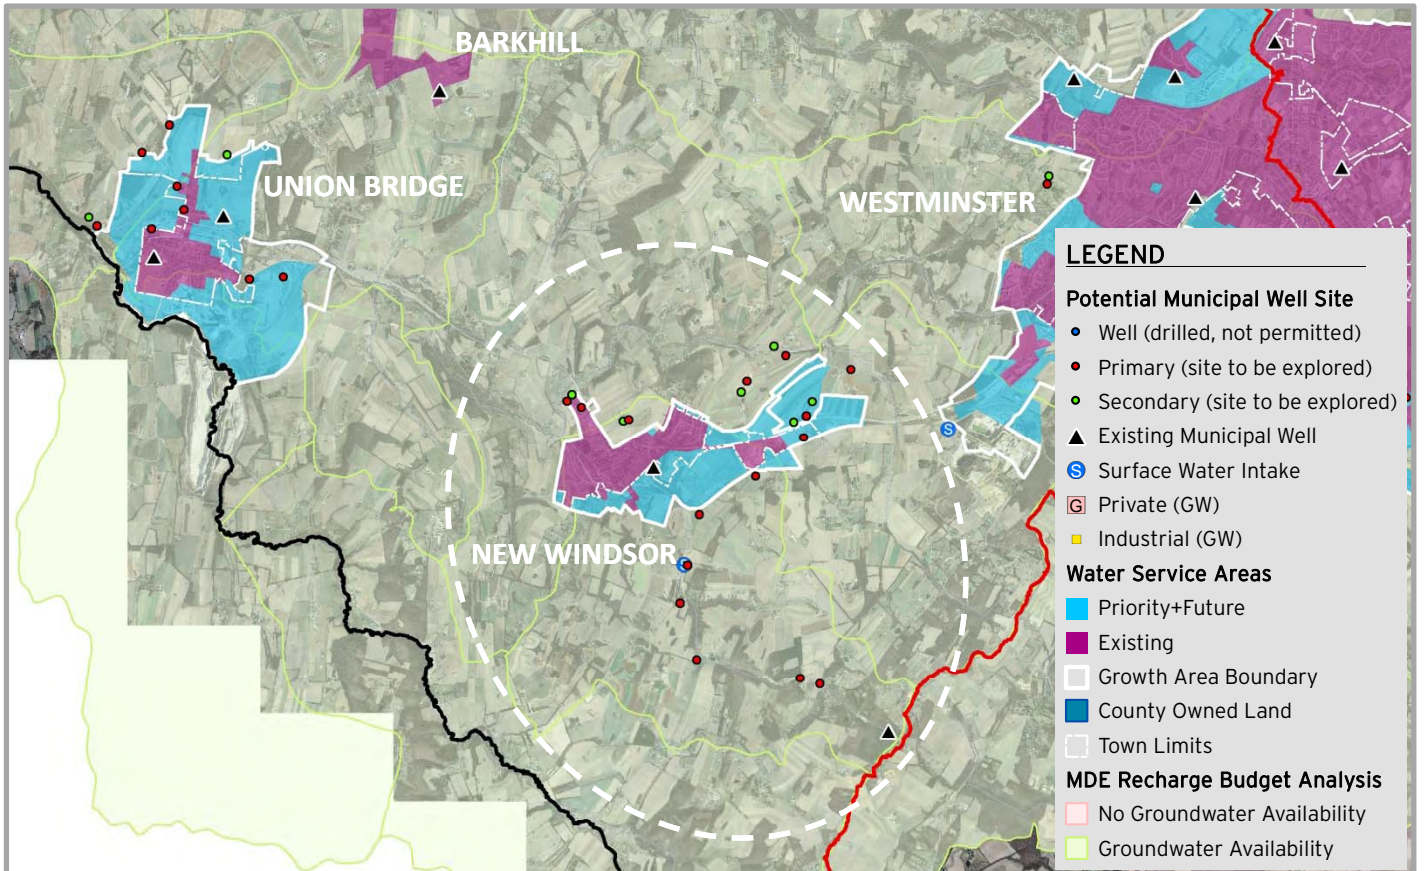 BARKHILL
UNION BRIDGE
WESTMINSTER
NEW WINDSOR
S
S
LEGEND
Potential Municipal Well Site
Well (drilled, not permitted)
Primary (site to be explored)
Secondary (site to be explored)
Existing Municipal Well
S Surface Water Intake
G Private (GW)
Industrial (GW)
Water Service Areas
Priority+Future
Existing
Growth Area Boundary
County Owned Land
Town Limits
MDE Recharge Budget Analysis
No Groundwater Availability
Groundwater Availability